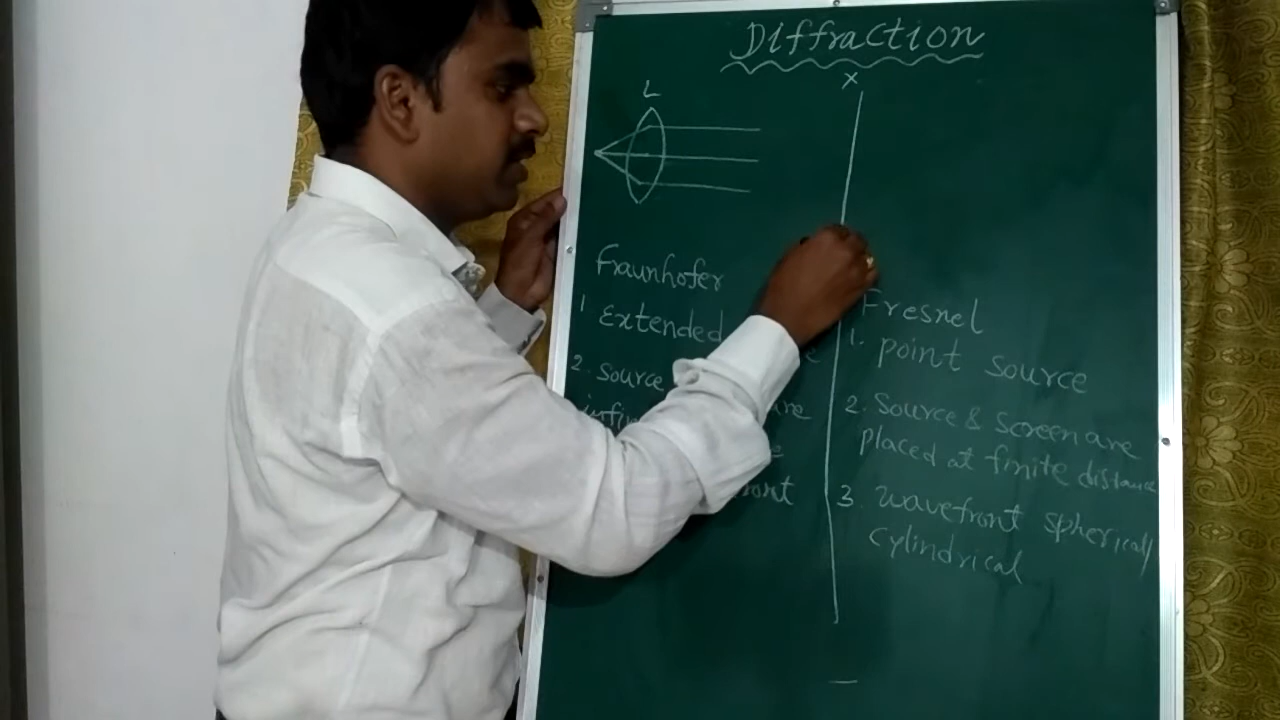 Diffraction
L
X
Fraunhofer
1 Extended
2. Source are
Fresnel
1. point source
2. Source & Screen are
placed at finite distance
3. wavefront spherical/
cylindrical